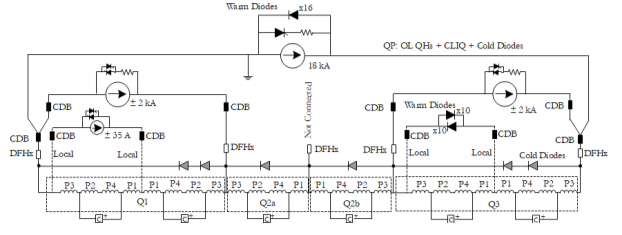 Warm Diodes x16
QP: OL QHs + CLIQ + Cold Diodes
18 kA
± 2 kA
± 2 kA
CDB
CDB
CDB
CDB
Warm Diodes
x10
± 35 A
Not Connected
CDB
CDB
CDB
x10
CDB
CDB
CDB
DFHx
Local
Local
DFHx
DFHx
DFHx
Local
Local
Cold Diodes
DFHx
P3 P2 P4 P1 P1 P4 P2 P3 P3 P2 P4 P1 P1 P4 P2 P3 P3 P2 P4 P1 P1 P4 P2 P3
Q1
Q2a
Q2b
Q3
C +
C +
C +
C +
C +
C +